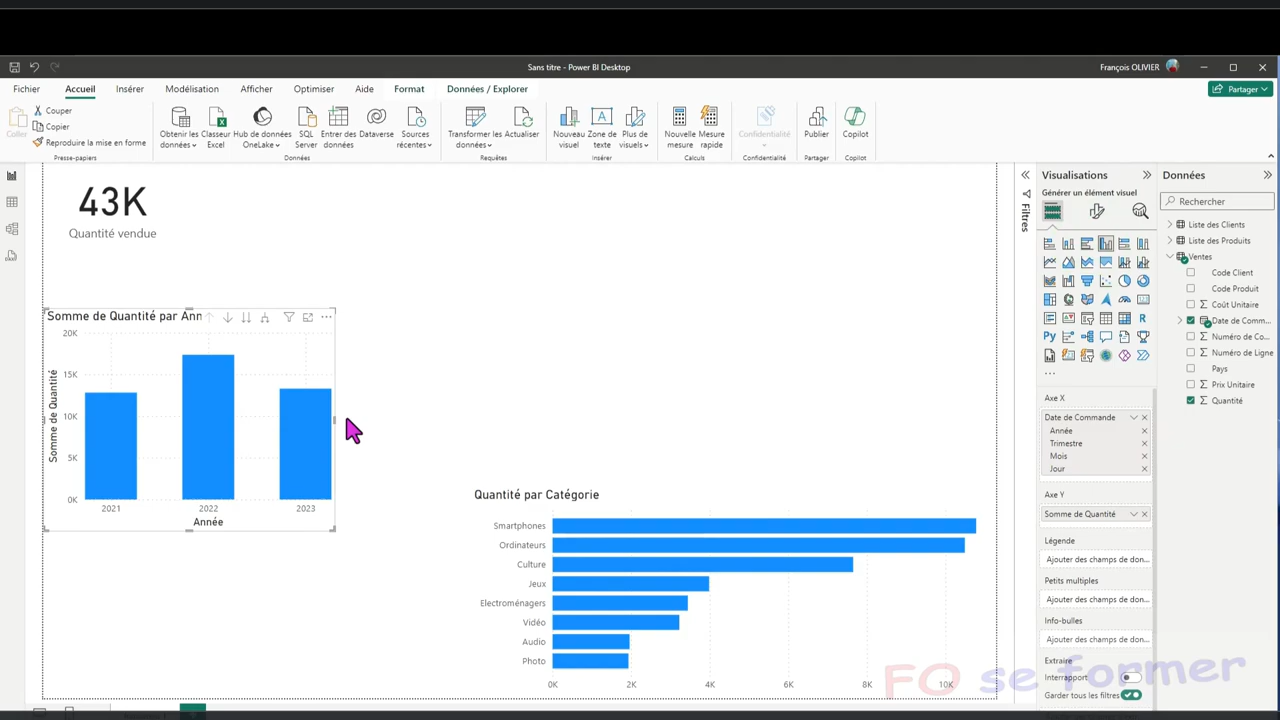 Sans titre - Power BI Desktop
François OLIVIER
Fichier Accueil Insérer Modélisation Afficher Optimiser Aide Format Données / Explorer
Partager
Coller
Couper
Copier
Reproduire la mise en forme
Presse-papiers
Obtenir les données
Classeur Excel
Hub de données OneLake
SQL Server
Entrer des données
Dataverse
Sources récentes
Données
Transformer les données
Actualiser
Requêtes
Nouveau visuel
Zone de texte
Plus de visuels
Insérer
Nouvelle mesure
Mesure rapide
Calculs
Confidentialité
Confidentialité
Publier
Partager
Copilot
Copilot
43K
Quantité vendue
Somme de Quantité par Ann
Somme de Quantité
20K
15K
10K
5K
0K
2021 2022 2023
Année
Quantité par Catégorie
Smartphones
Ordinateurs
Culture
Jeux
Electroménagers
Vidéo
Audio
Photo
0K 2K 4K 6K 8K 10K
Filtres
Visualisations
Générer un élément visuel
R
Py
Axe X
Date de Commande
Année
Trimestre
Mois
Jour
Axe Y
Somme de Quantité
Légende
Ajouter des champs de don...
Petits multiples
Ajouter des champs de don...
Info-bulles
Ajouter des champs de don...
Extraire
Interrapport
Garder tous les filtres
Données
Rechercher
Liste des Clients
Liste des Produits
Ventes
Code Client
Code Produit
Coût Unitaire
Date de Comm...
Numéro de Co...
Numéro de Ligne
Pays
Prix Unitaire
Quantité
FO se former